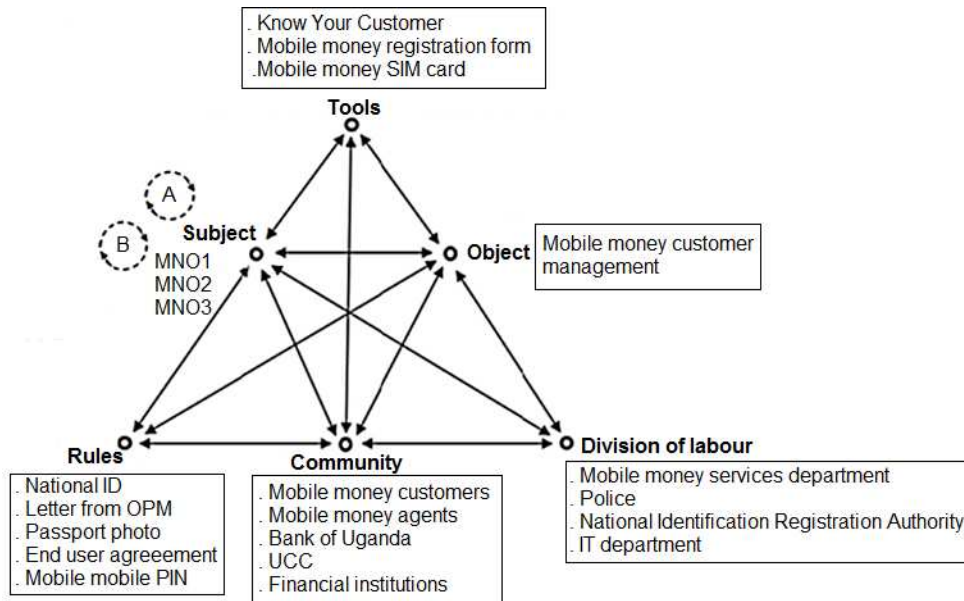 . Know Your Customer
. Mobile money registration form
.Mobile money SIM card
Tools
A
B
Subject
MNO1
MNO2
MNO3
Object
Mobile money customer
management
Rules
. National ID
. Letter from OPM
. Passport photo
. End user agreeement
. Mobile mobile PIN
Community
. Mobile money customers
. Mobile money agents
. Bank of Uganda
. UCC
. Financial institutions
Division of labour
. Mobile money services department
. Police
. National Identification Registration Authority
. IT department